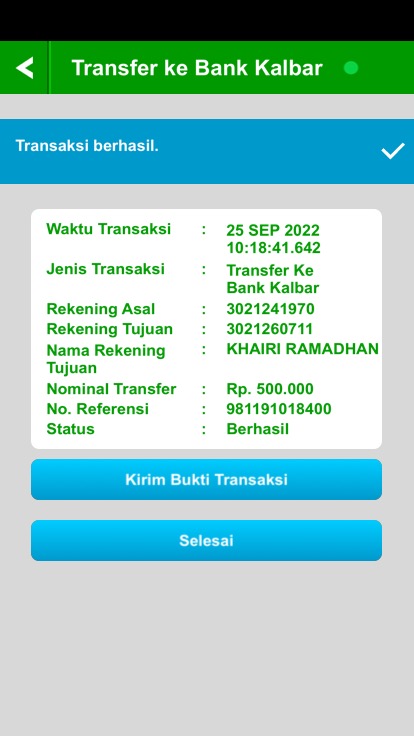 Transfer ke Bank Kalbar
Transaksi berhasil.
Waktu Transaksi : 25 SEP 2022
10:18:41.642
Jenis Transaksi : Transfer Ke
Bank Kalbar
Rekening Asal : 3021241970
Rekening Tujuan : 3021260711
Nama Rekening : KHAIRI RAMADHAN
Tujuan
Nominal Transfer : Rp. 500.000
No. Referensi : 981191018400
Status : Berhasil
Kirim Bukti Transaksi
Selesai